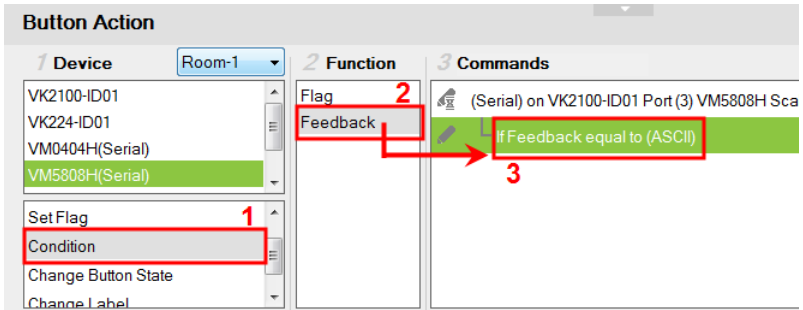 Button Action
1 Device
Room-1
2 Function
3 Commands
VK2100-ID01
VK224-ID01
VM0404H(Serial)
VM5808H(Serial)
Set Flag
1
Condition
Change Button State
Change Label
Flag
2
Feedback
(Serial) on VK2100-ID01 Port (3) VM5808H Sca
If Feedback equal to (ASCII)
3